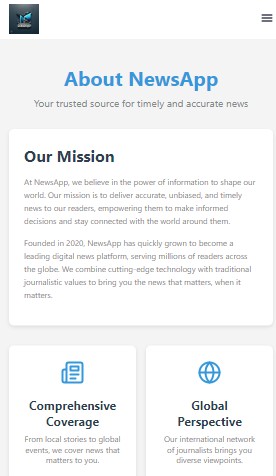 About NewsApp
Your trusted source for timely and accurate news
Our Mission
At NewsApp, we believe in the power of information to shape our
world. Our mission is to deliver accurate, unbiased, and timely
news to our readers, empowering them to make informed
decisions and stay connected with the world around them.
Founded in 2020, NewsApp has quickly grown to become a
leading digital news platform, serving millions of readers across
the globe. We combine cutting-edge technology with traditional
journalistic values to bring you the news that matters, when it
matters.
Comprehensive
Coverage
From local stories to global
events, we cover news that
matters to you.
Global
Perspective
Our international network
of journalists brings you
diverse viewpoints.